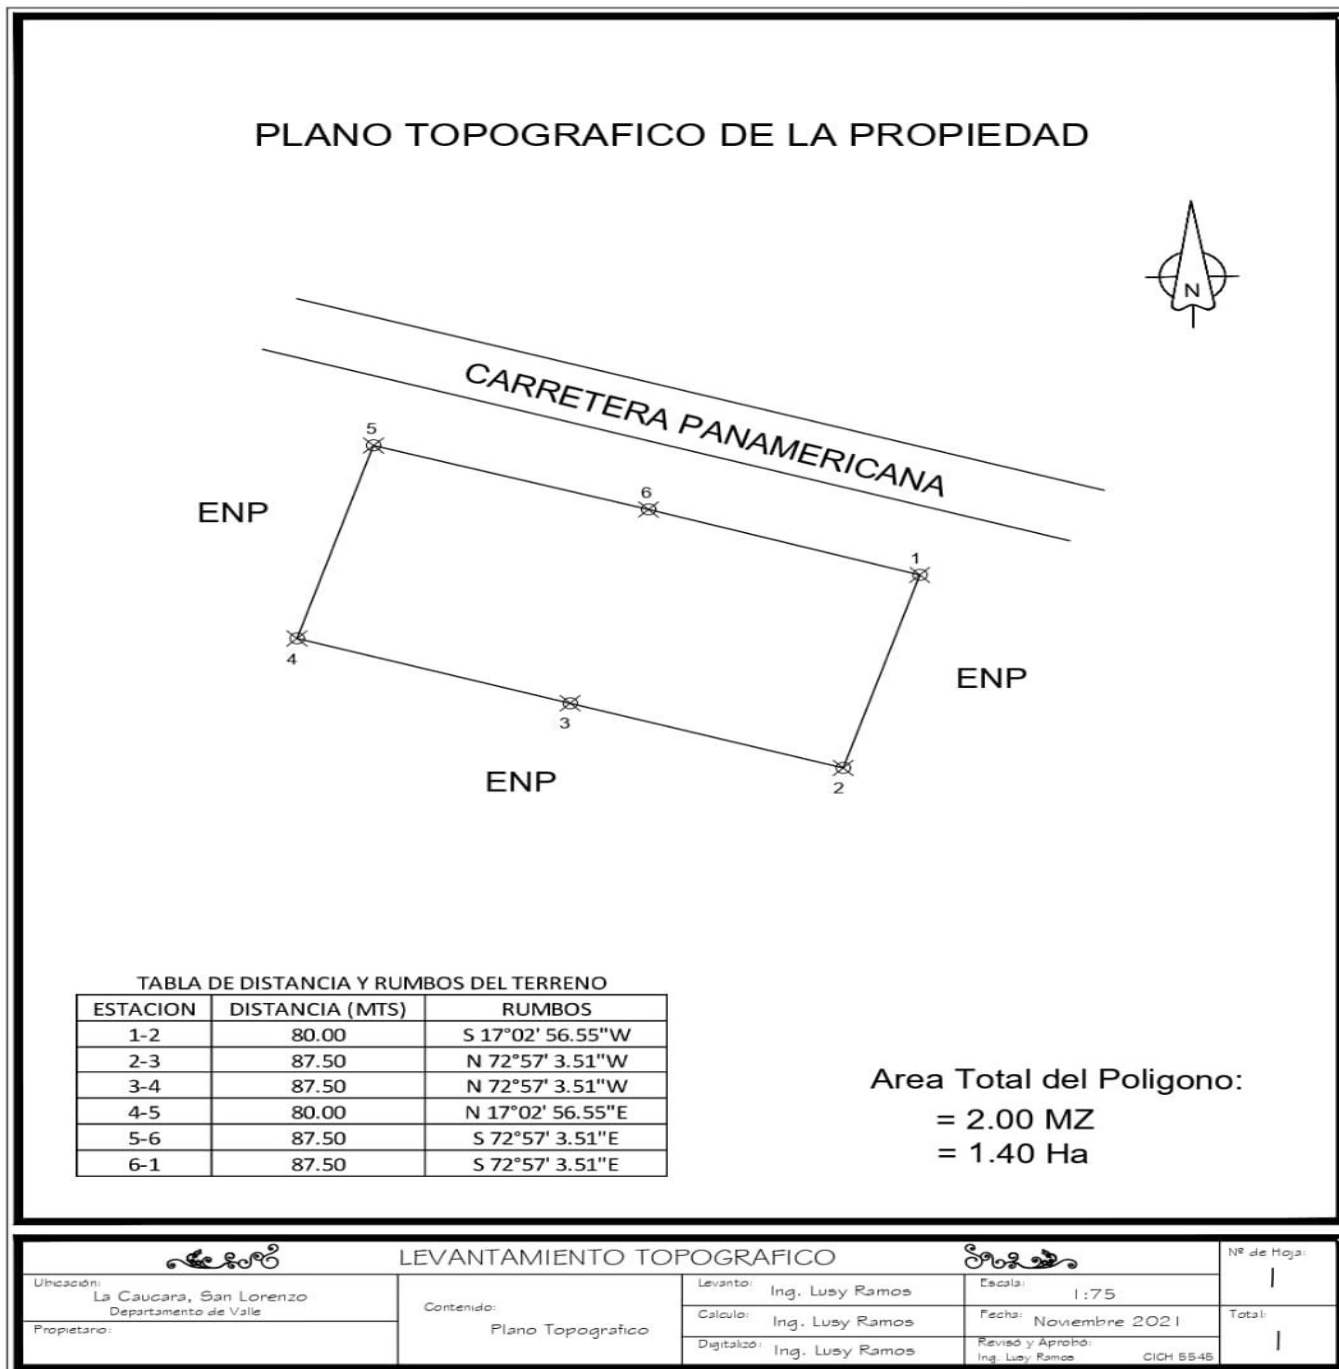 PLANO TOPOGRAFICO DE LA PROPIEDAD
N
CARRETERA PANAMERICANA
5
6
ENP
1
4
ENP
3
ENP
2
TABLA DE DISTANCIA Y RUMBOS DEL TERRENO
ESTACION DISTANCIA (MTS) RUMBOS
1-2 80.00 S 17°02' 56.55"W
2-3 87.50 N 72°57' 3.51"W
3-4 87.50 N 72°57' 3.51"W
4-5 80.00 N 17°02' 56.55"E
5-6 87.50 S 72°57' 3.51"E
6-1 87.50 S 72°57' 3.51"E
Area Total del Poligono:
= 2.00 MZ
= 1.40 Ha
LEVANTAMIENTO TOPOGRAFICO
Nº de Hoja:
1
Ubicación:
La Caucara, San Lorenzo
Departamento de Valle
Propietario:
Contenido:
Plano Topografico
Levanto: Ing. Lusy Ramos
Calculo: Ing. Lusy Ramos
Digitalizó: Ing. Lusy Ramos
Escala: 1:75
Fecha: Noviembre 2021
Revisó y Aprobó:
Ing. Lusy Ramos CICH 5545
Total:
1